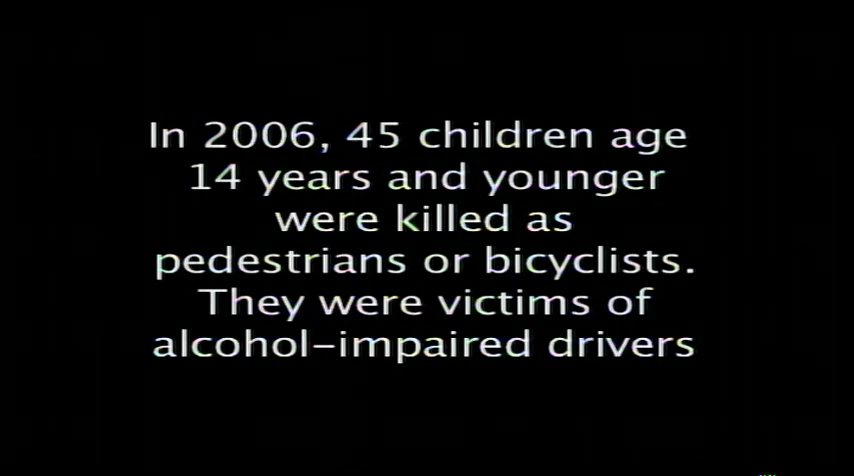 In 2006, 45 children age
14 years and younger
were killed as
pedestrians or bicyclists.
They were victims of
alcohol-impaired drivers